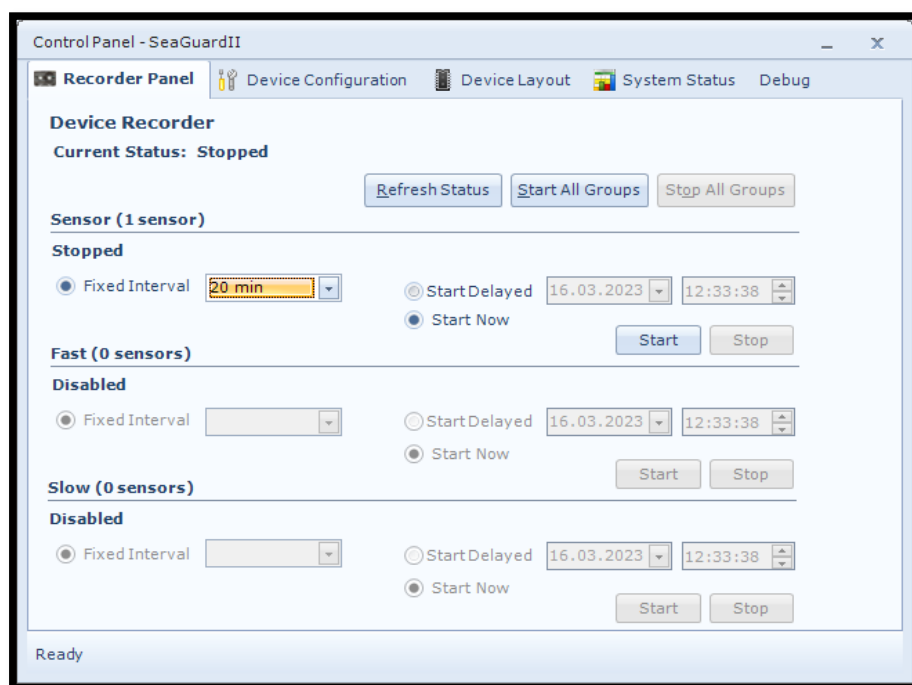 Control Panel - SeaGuardII
Recorder Panel Device Configuration Device Layout System Status Debug
Device Recorder
Current Status: Stopped
Refresh Status Start All Groups Stop All Groups
Sensor (1 sensor)
Stopped
Fixed Interval 20 min Start Delayed 16.03.2023 12:33:38
Start Now
Start Stop
Fast (0 sensors)
Disabled
Fixed Interval Start Delayed 16.03.2023 12:33:38
Start Now
Start Stop
Slow (0 sensors)
Disabled
Fixed Interval Start Delayed 16.03.2023 12:33:38
Start Now
Start Stop
Ready